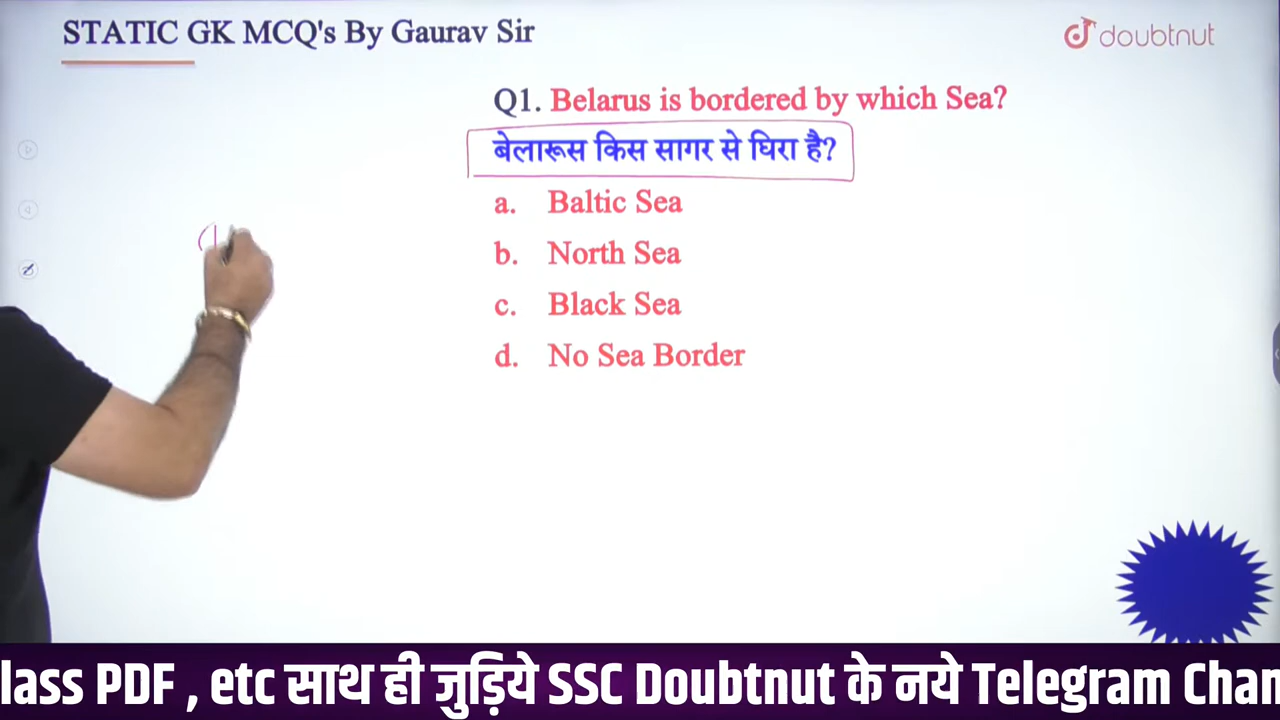 STATIC GK MCQ's By Gaurav Sir
doubtnut
Q1. Belarus is bordered by which Sea?
बेलारूस किस सागर से घिरा है?
a. Baltic Sea
b. North Sea
c. Black Sea
d. No Sea Border
lass PDF , etc साथ ही जुड़िये SSC Doubtnut के नये Telegram Chan